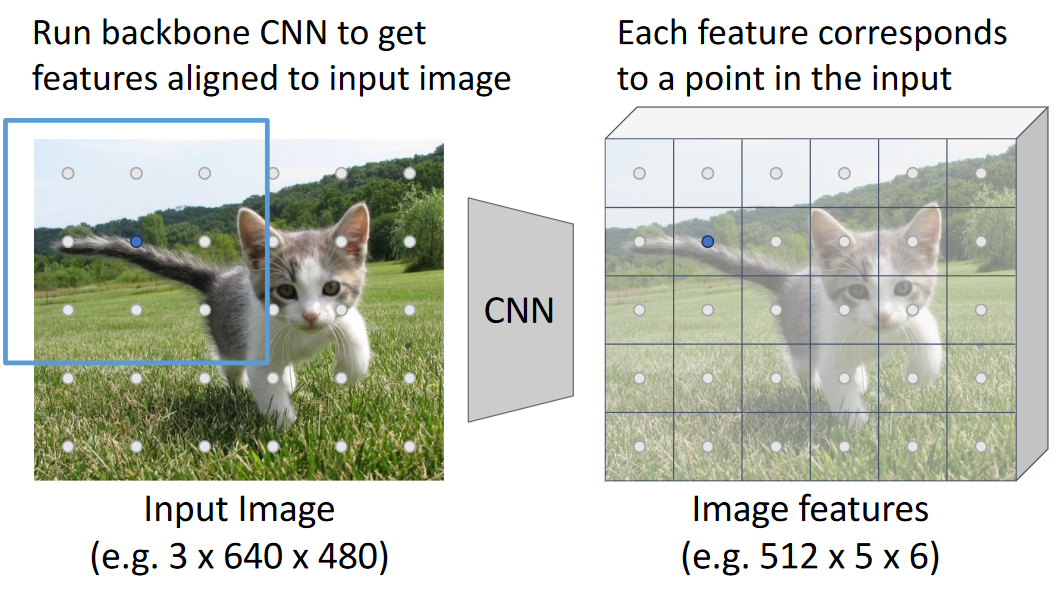 Run backbone CNN to get
features aligned to input image
Each feature corresponds
to a point in the input
CNN
Input Image
(e.g. 3 x 640 x 480)
Image features
(e.g. 512 x 5 x 6)